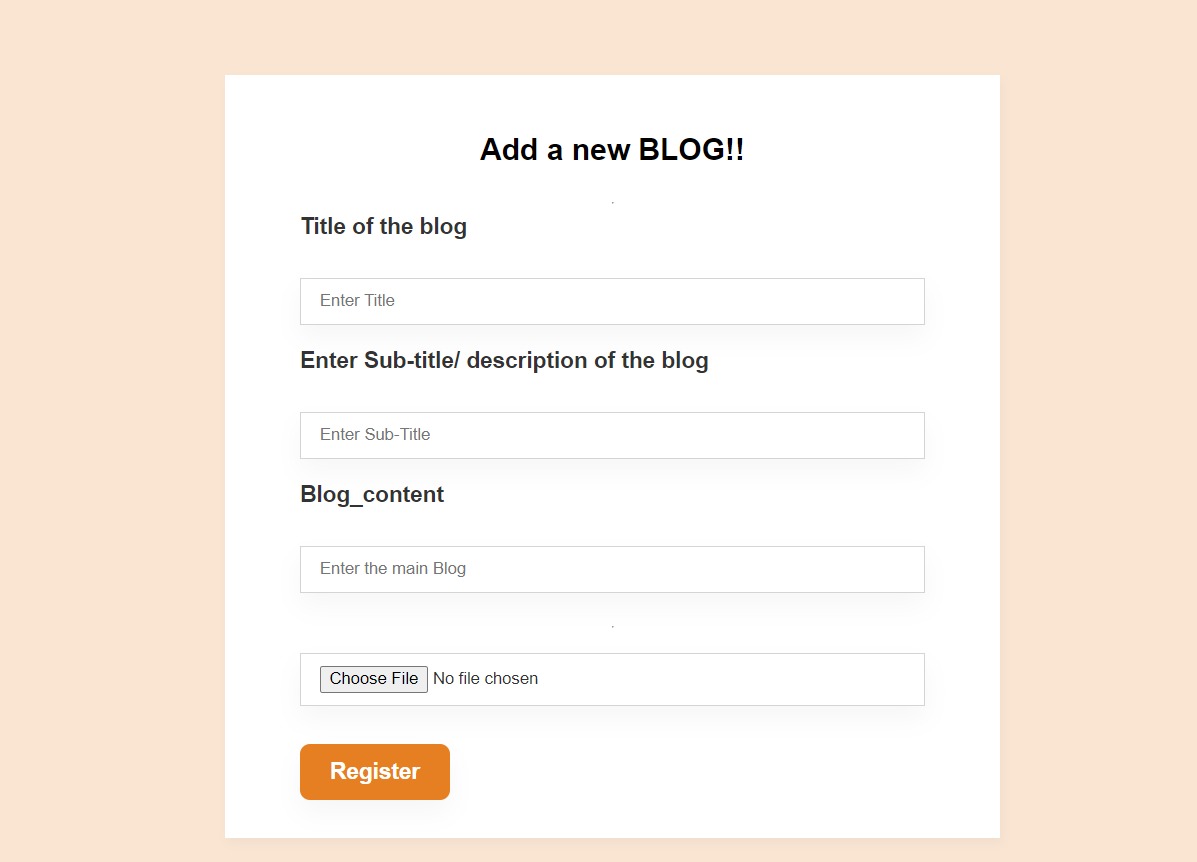 Add a new BLOG!!
Title of the blog
Enter Title
Enter Sub-title/ description of the blog
Enter Sub-Title
Blog_content
Enter the main Blog
Choose File No file chosen
Register